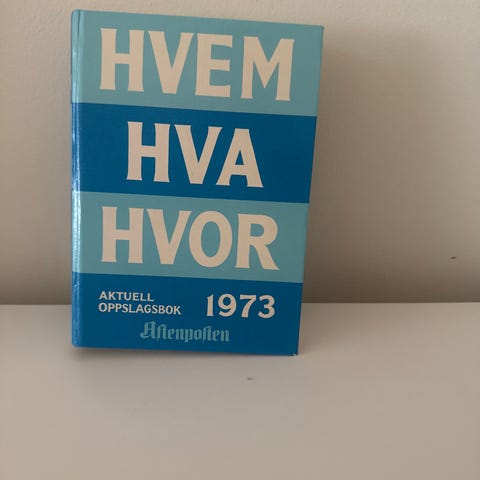 HVEM
HVA
HVOR
AKTUELL
OPPSLAGSBOK
1973
Aftenposten